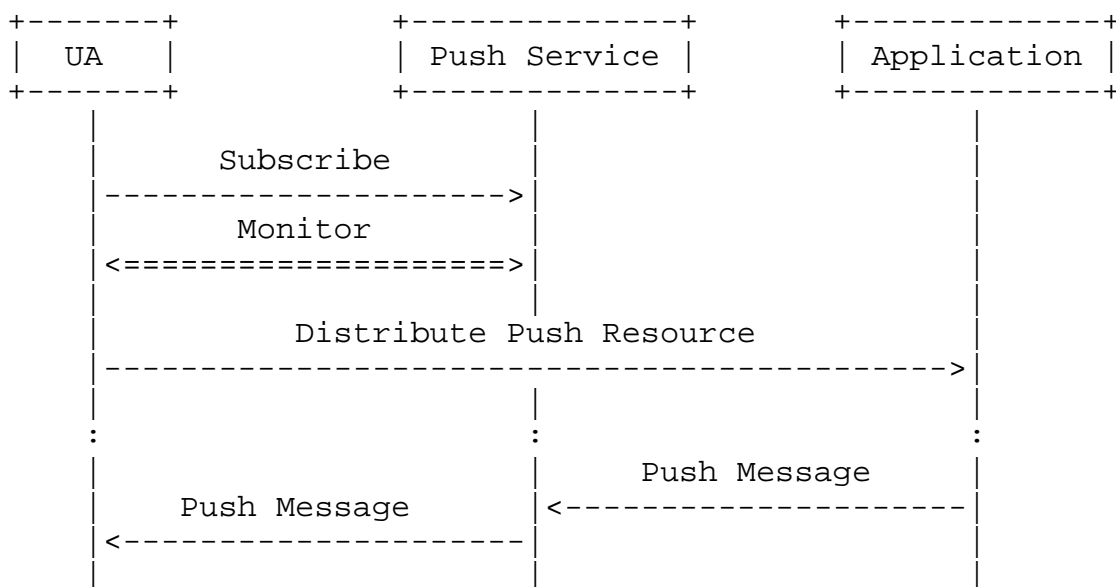 +-------+ +--------------+ +-------------+
| UA | | Push Service | | Application |
+-------+ +--------------+ +-------------+
Subscribe
|--------------------->|
Monitor
|<====================>|
Distribute Push Resource
|-------------------------------------------->|
: : :
Push Message
Push Message |<---------------------|
|<---------------------|